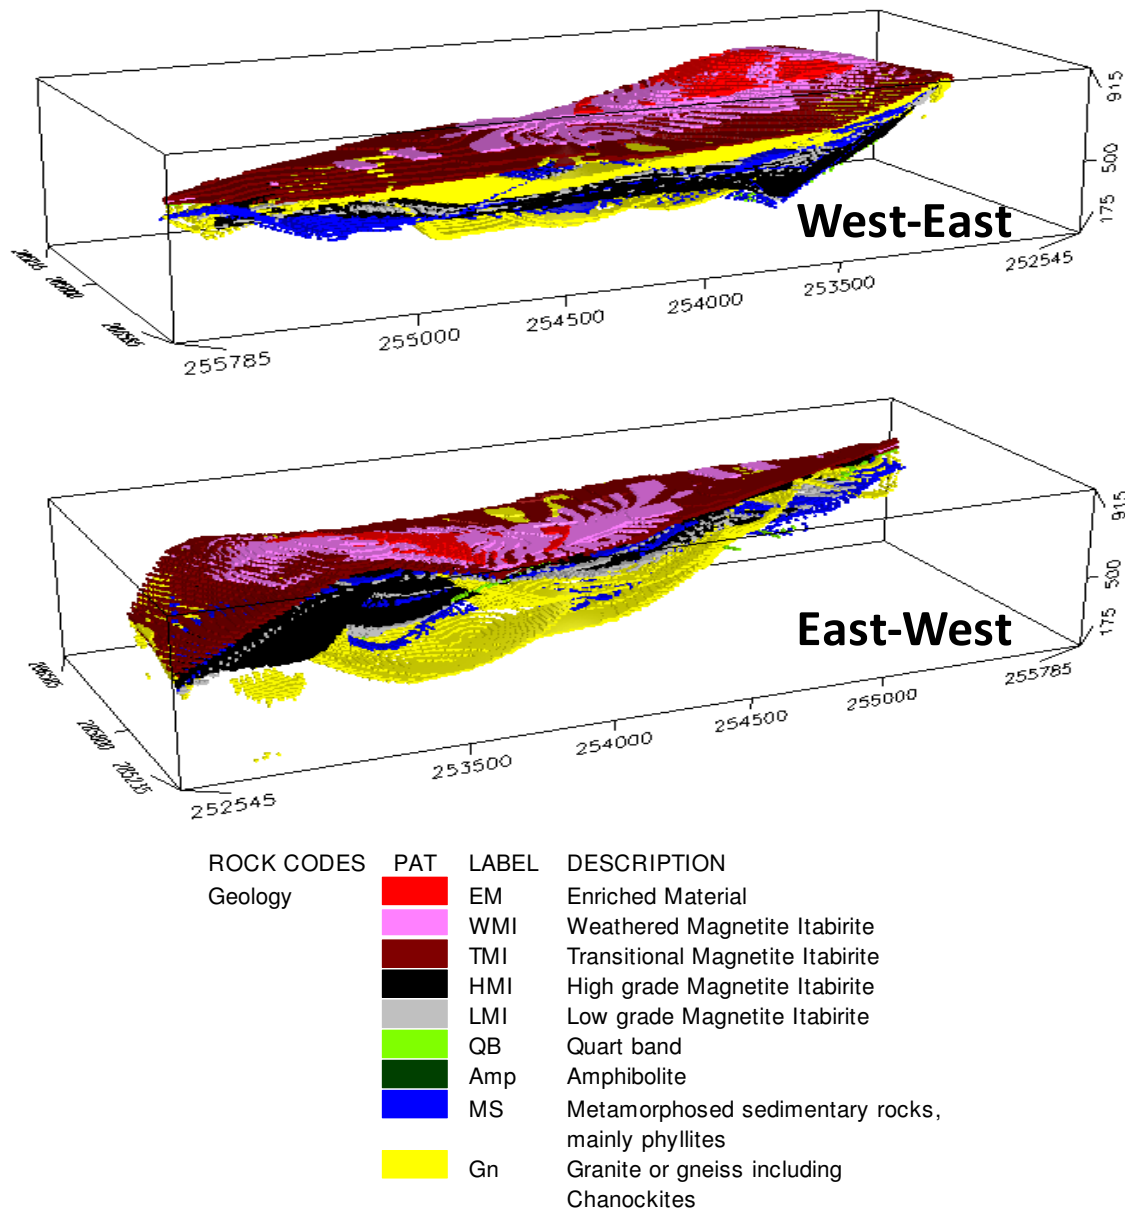 915
500
175
West-East
252545
253500
254000
254500
255000
255785
915
500
175
East-West
255785
255000
254500
254000
253500
252545
285235
ROCK CODES PAT LABEL DESCRIPTION
Geology EM Enriched Material
WMI Weathered Magnetite Itabirite
TMI Transitional Magnetite Itabirite
HMI High grade Magnetite Itabirite
LMI Low grade Magnetite Itabirite
QB Quart band
Amp Amphibolite
MS Metamorphosed sedimentary rocks,
mainly phyllites
Gn Granite or gneiss including
Chanockites